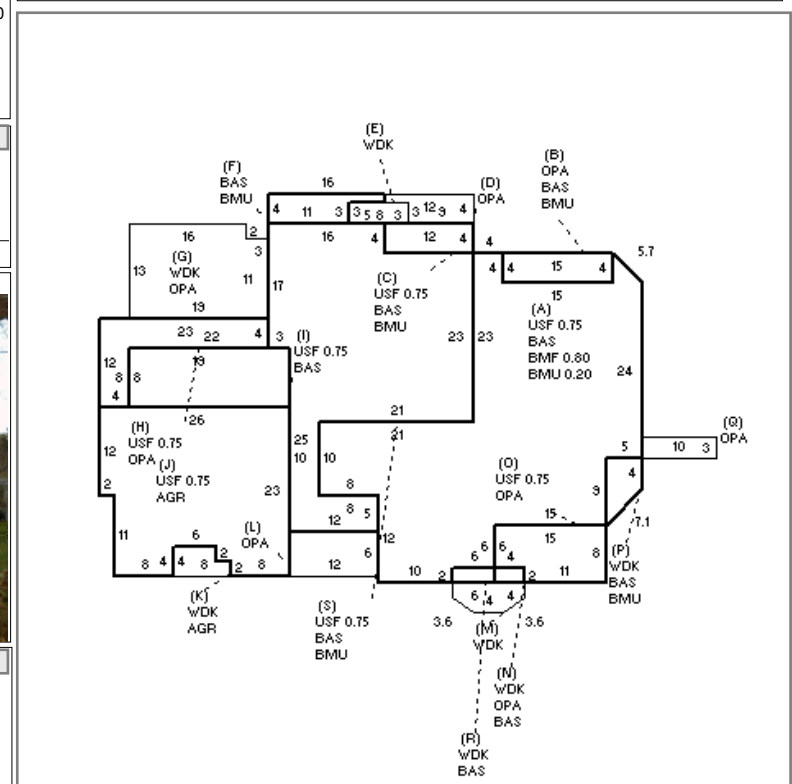 (E)
WDK
(F)
BAS
BMU
(D)
OPA
(B)
OPA
BAS
BMU
16
4 11 3 3 5 8 3 3 12 9 4
16 2 16 4 12 4 4
5.7
(G)
WDK
OPA
3
13 11 17
4 4 15 4
15
(C)
USF 0.75
BAS
BMU
(A)
USF 0.75
BAS
BMF 0.80
BMU 0.20
19
23 22 4 3
(I)
USF 0.75
BAS
23 23
24
12
8 8
4
19
26
21
21
(H)
USF 0.75
OPA
(J)
USF 0.75
AGR
12
2
25
10 10
8
8 5
12
12
23
11
(Q)
OPA
5 10 3
4
9
7.1
(O)
USF 0.75
OPA
15
15
8
(L)
OPA
6
8 4 4 8 2 2 8
12 6
10 2 6 6 6 4 2 11
(P)
WDK
BAS
BMU
(K)
WDK
AGR
(S)
USF 0.75
BAS
BMU
6 4 4
3.6 3.6
(M)
WDK
(N)
WDK
OPA
BAS
(R)
WDK
BAS